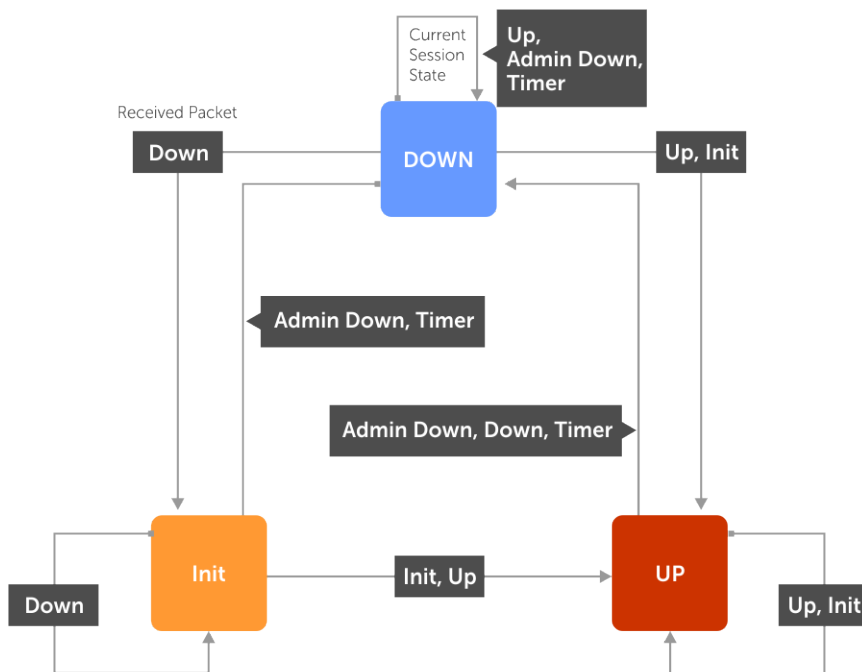 Current
Session
State
Up,
Admin Down,
Timer
Received Packet
Down
DOWN
Up, Init
Admin Down, Timer
Admin Down, Down, Timer
Init
Init, Up
UP
Down
Up, Init